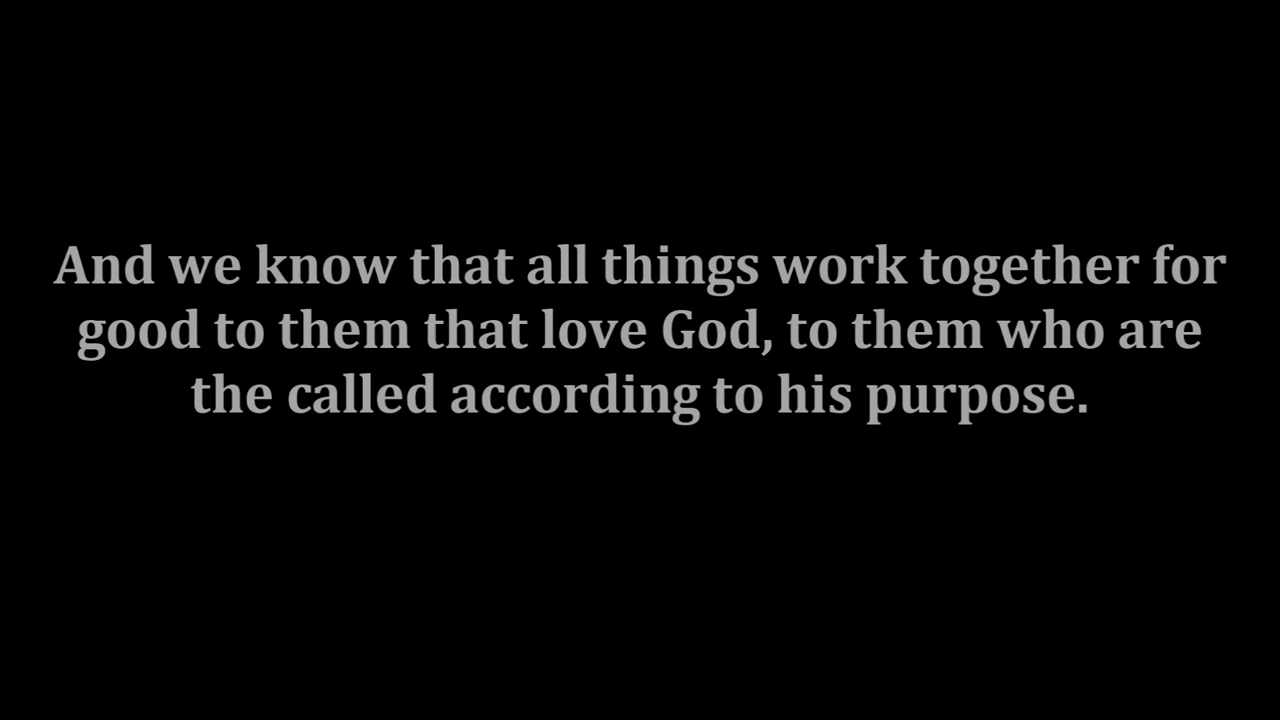 And we know that all things work together for
good to them that love God, to them who are
the called according to his purpose.